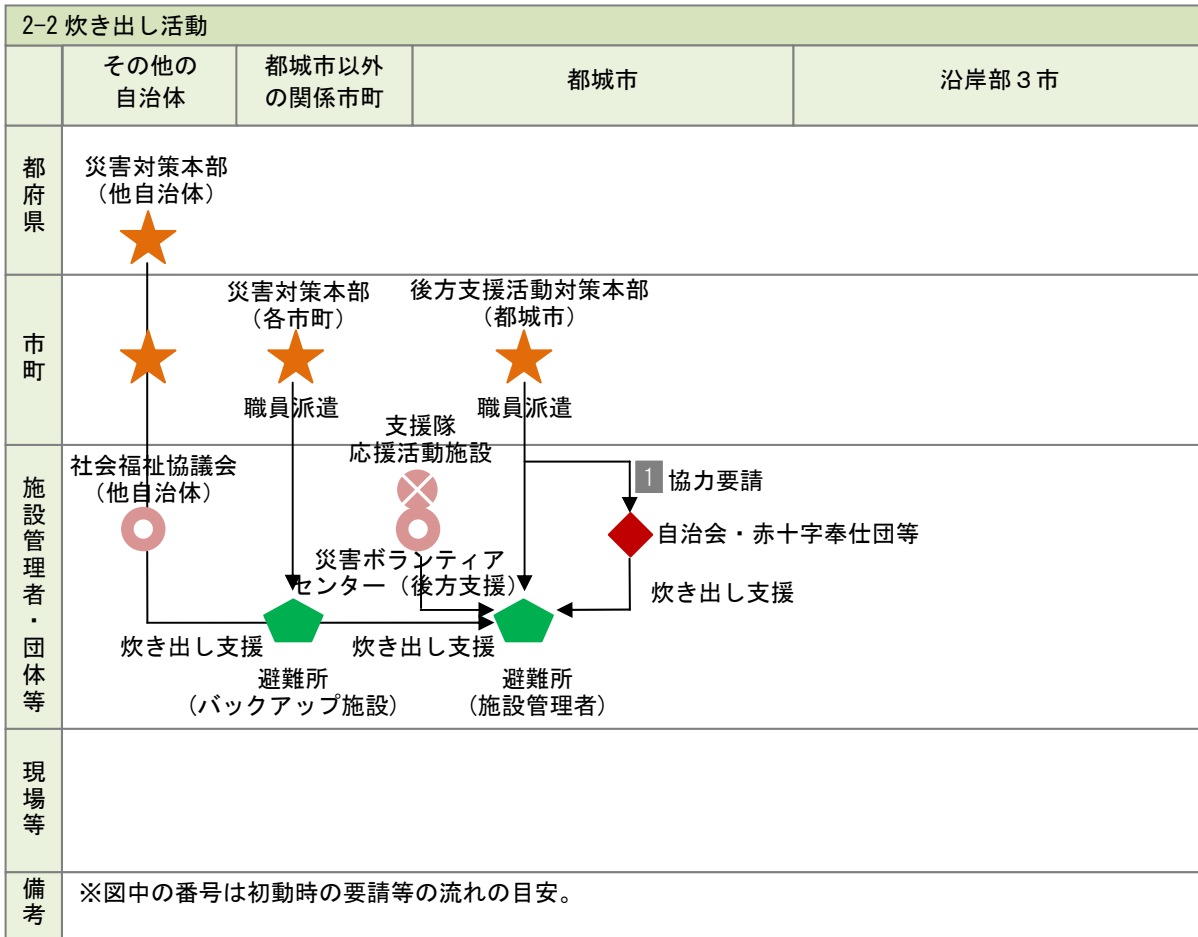 2-2 炊き出し活動
その他の
自治体
都城市以外
の関係市町
都城市
沿岸部３市
都府県
災害対策本部
（他自治体）
市町
災害対策本部
（各市町）
後方支援活動対策本部
（都城市）
職員派遣
職員派遣
施設管理者・団体等
社会福祉協議会
（他自治体）
支援隊
応援活動施設
1 協力要請
自治会・赤十字奉仕団等
災害ボランティア
センター（後方支援）
炊き出し支援
炊き出し支援
炊き出し支援
避難所
（バックアップ施設）
避難所
（施設管理者）
現場等
備考
※図中の番号は初動時の要請等の流れの目安。